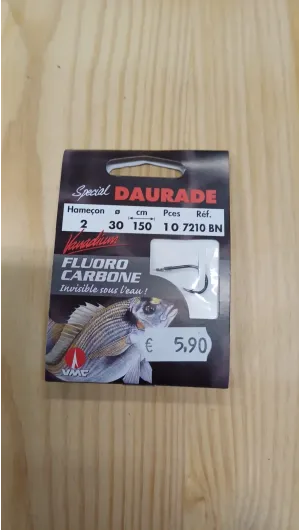 Special DAURADE
Hameçon ø cm Pces Réf.
2 30 150 10 7210 BN
Vanadium
FLUORO
CARBONE
Invisible sous l'eau !
€ 5,90
VMC